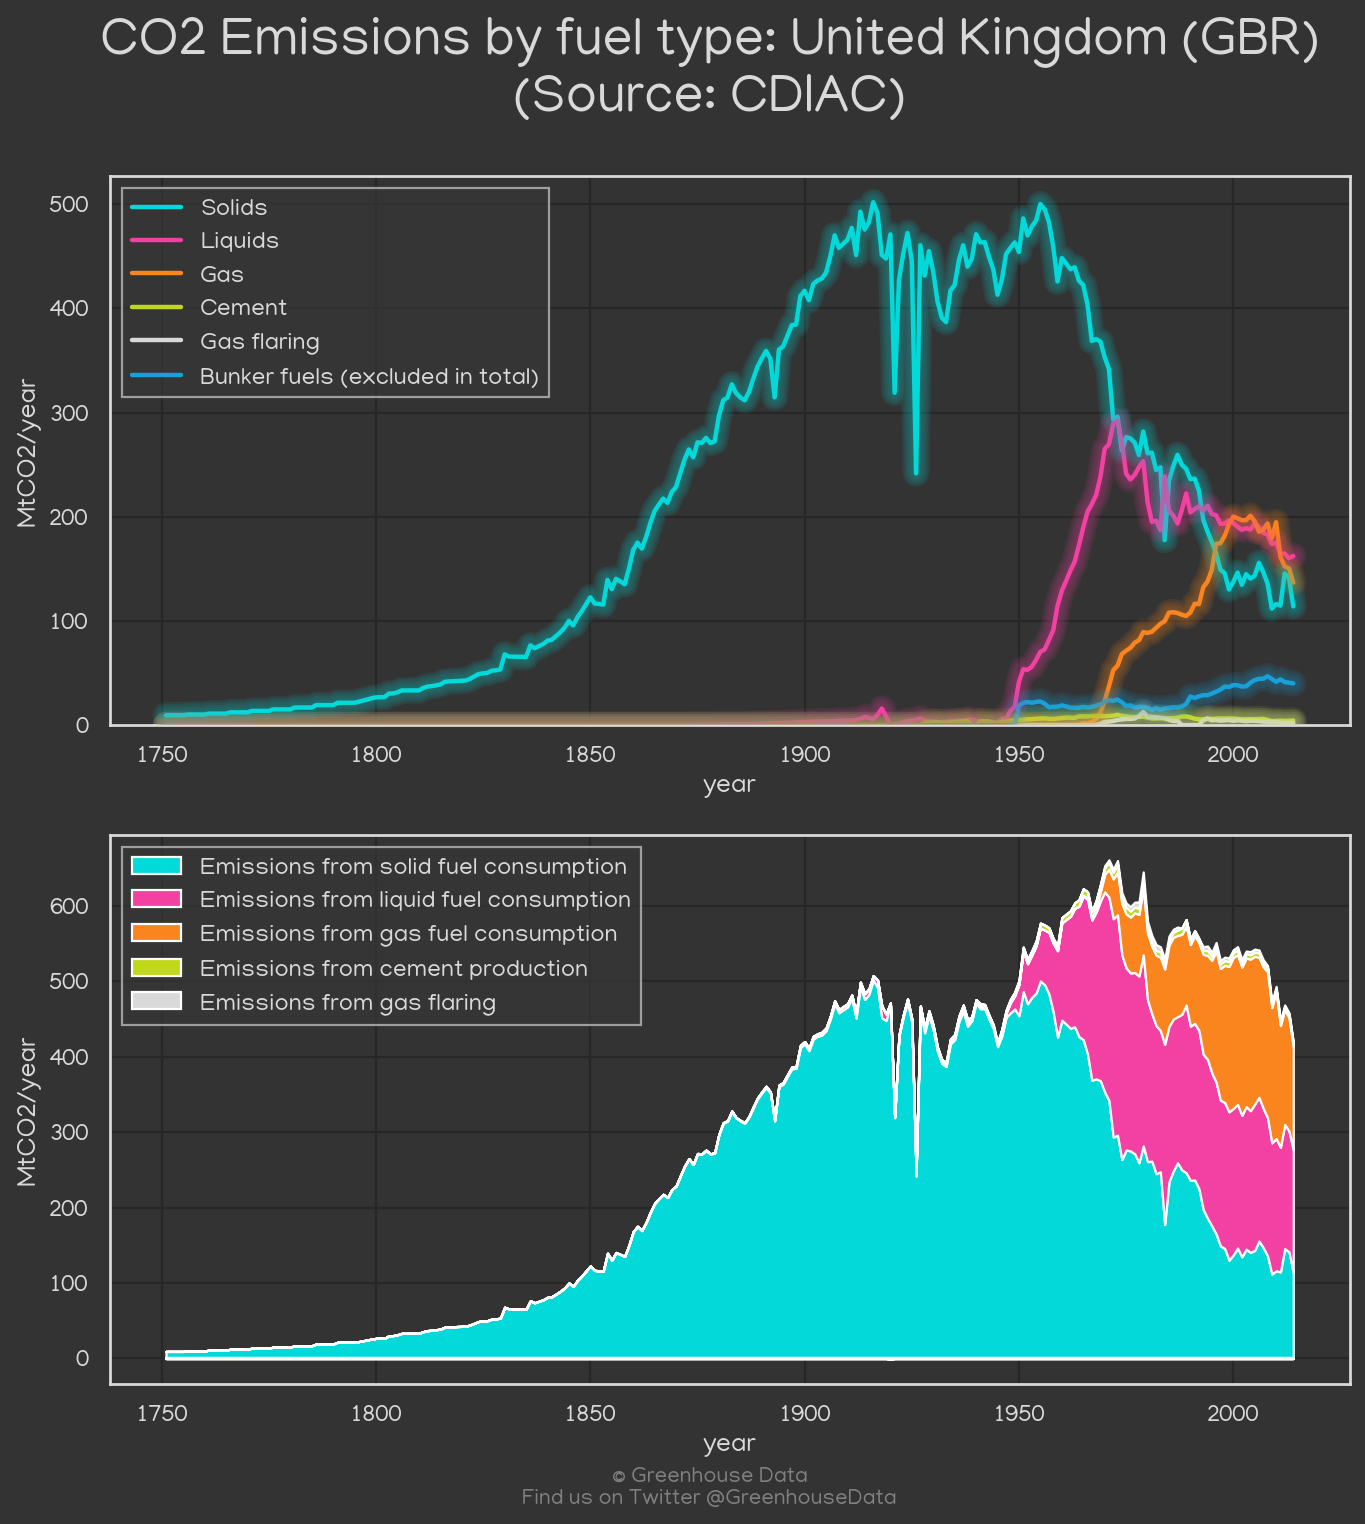 CO2 Emissions by fuel type: United Kingdom (GBR)
(Source: CDIAC)
Solids
Liquids
Gas
Cement
Gas flaring
Bunker fuels (excluded in total)
500
400
300
200
100
0
MtCO2/year
1750 1800 1850 1900 1950 2000
year
Emissions from solid fuel consumption
Emissions from liquid fuel consumption
Emissions from gas fuel consumption
Emissions from cement production
Emissions from gas flaring
600
500
400
300
200
100
0
MtCO2/year
1750 1800 1850 1900 1950 2000
year
© Greenhouse Data
Find us on Twitter @GreenhouseData